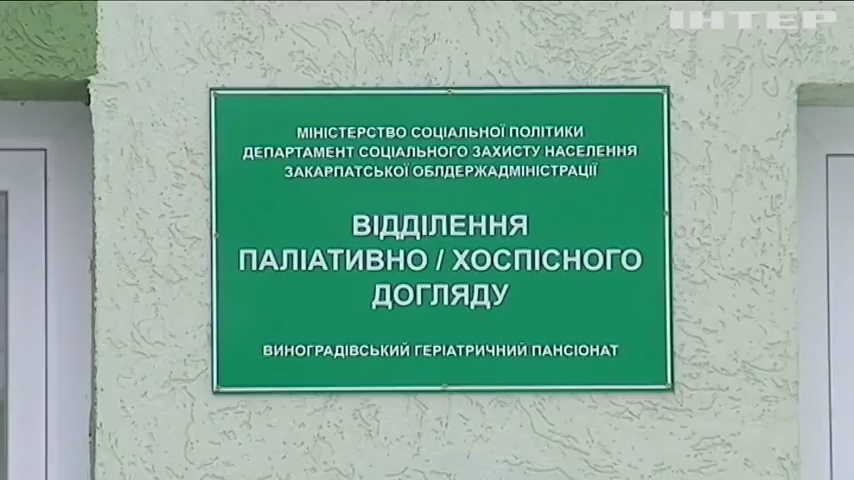 ІНТЕР
МІНІСТЕРСТВО СОЦІАЛЬНОЇ ПОЛІТИКИ
ДЕПАРТАМЕНТ СОЦІАЛЬНОГО ЗАХИСТУ НАСЕЛЕННЯ
ЗАКАРПАТСЬКОЇ ОБЛДЕРЖАДМІНІСТРАЦІЇ
ВІДДІЛЕННЯ
ПАЛІАТИВНО / ХОСПІСНОГО
ДОГЛЯДУ
ВИНОГРАДІВСЬКИЙ ГЕРІАТРИЧНИЙ ПАНСІОНАТ